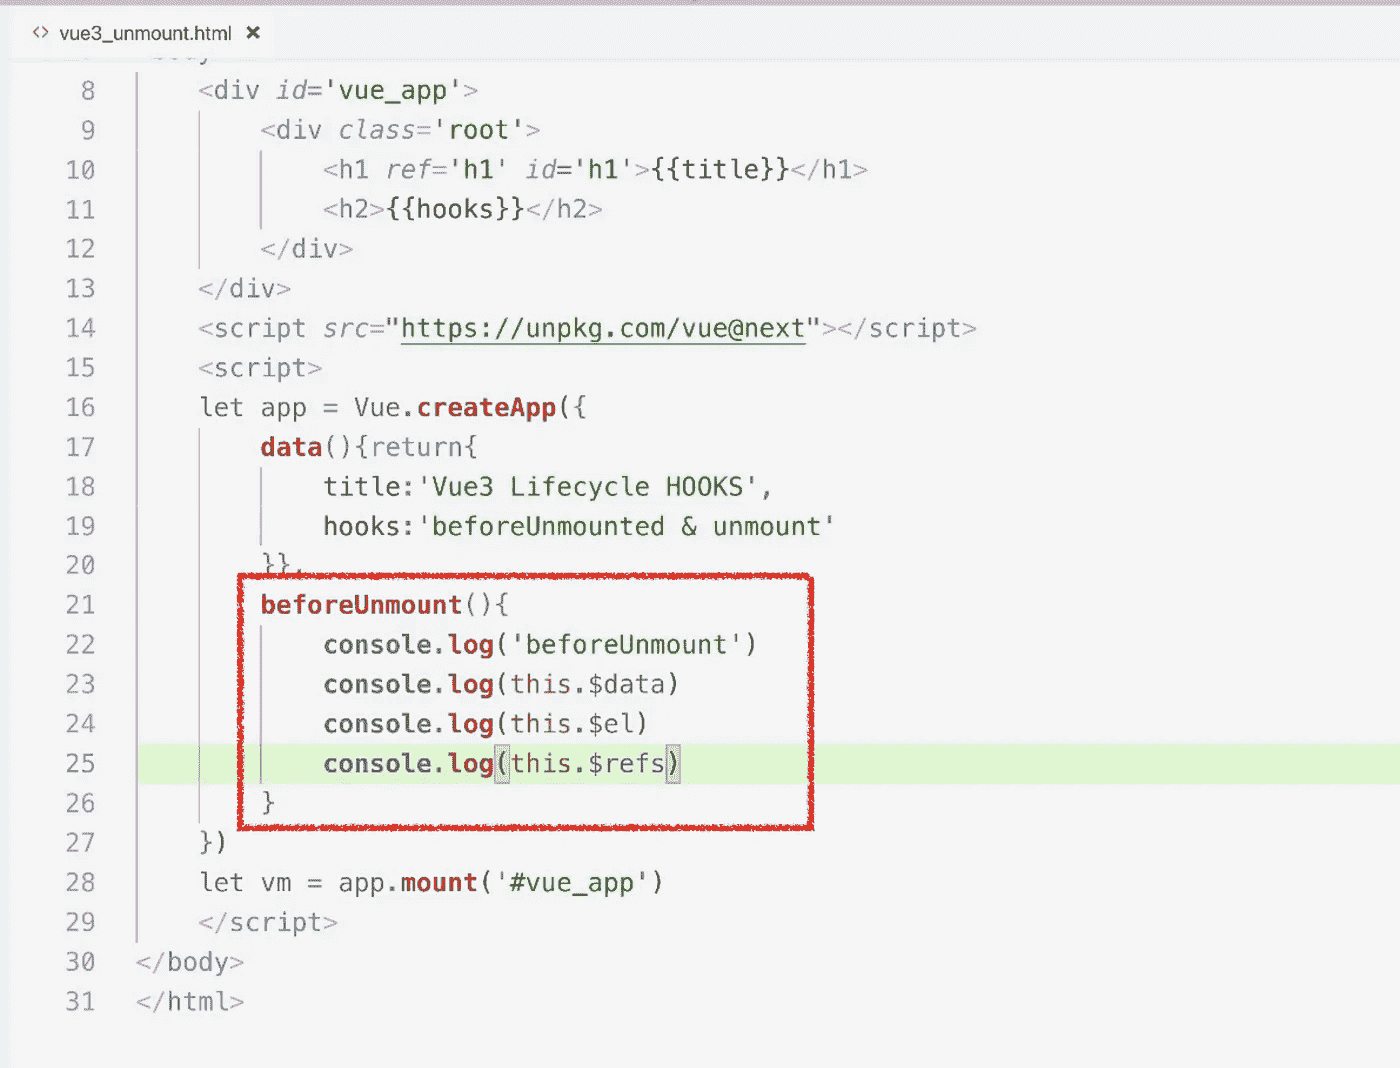 <> vue3_unmount.html ×
8 <div id='vue_app'>
9 <div class='root'>
10 <h1 ref='h1' id='h1'>{{title}}</h1>
11 <h2>{{hooks}}</h2>
12 </div>
13 </div>
14 <script src="https://unpkg.com/vue@next"></script>
15 <script>
16 let app = Vue.createApp({
17 data(){return{
18 title:'Vue3 Lifecycle HOOKS',
19 hooks:'beforeUnmounted & unmount'
20 }},
21 beforeUnmount(){
22 console.log('beforeUnmount')
23 console.log(this.$data)
24 console.log(this.$el)
25 console.log(this.$refs)
26 }
27 })
28 let vm = app.mount('#vue_app')
29 </script>
30 </body>
31 </html>